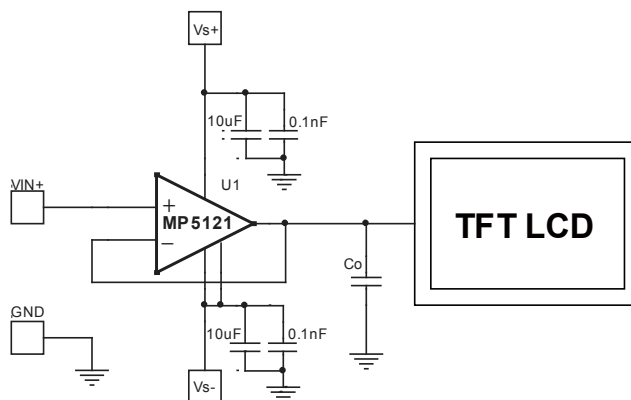 Vs+
10uF
0.1nF
VIN+
U1
+
MP5121
−
TFT LCD
Co
GND
10uF
0.1nF
Vs-